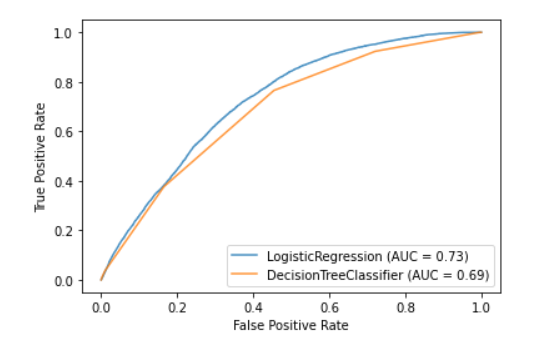 1.0
0.8
0.6
0.4
0.2
0.0
True Positive Rate
LogisticRegression (AUC = 0.73)
DecisionTreeClassifier (AUC = 0.69)
0.0 0.2 0.4 0.6 0.8 1.0
False Positive Rate